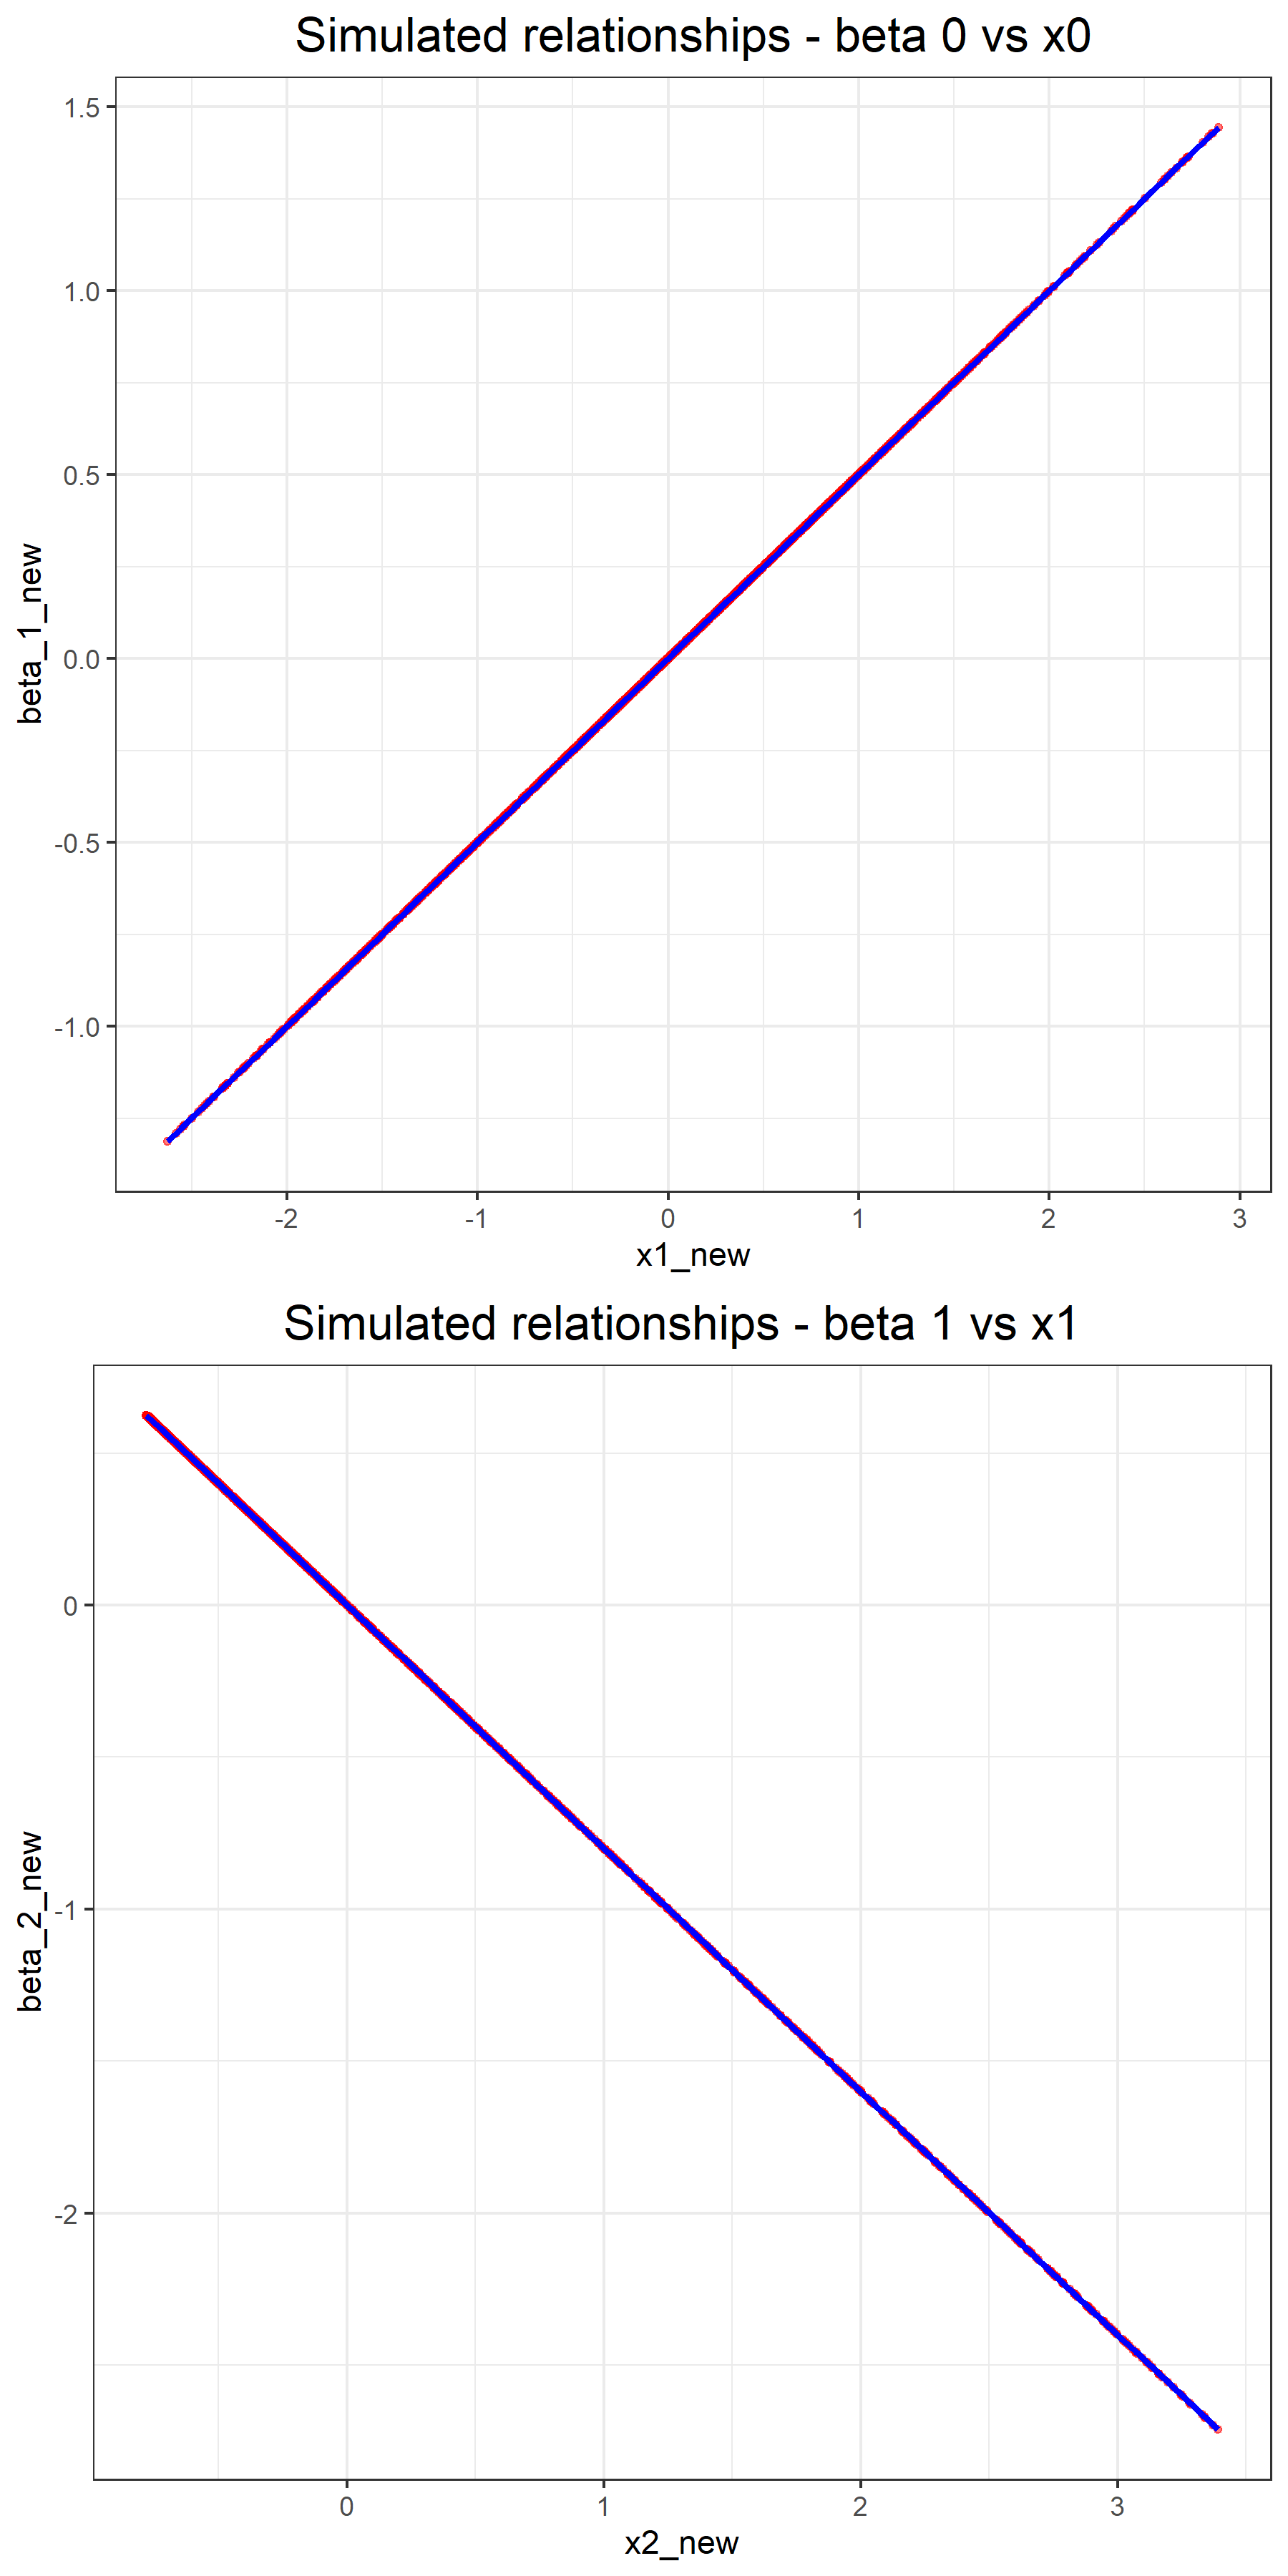 Simulated relationships - beta 0 vs x0
1.5
1.0
0.5
0.0
-0.5
-1.0
beta_1_new
-2 -1 0 1 2 3
x1_new
Simulated relationships - beta 1 vs x1
0
-1
-2
beta_2_new
0 1 2 3
x2_new